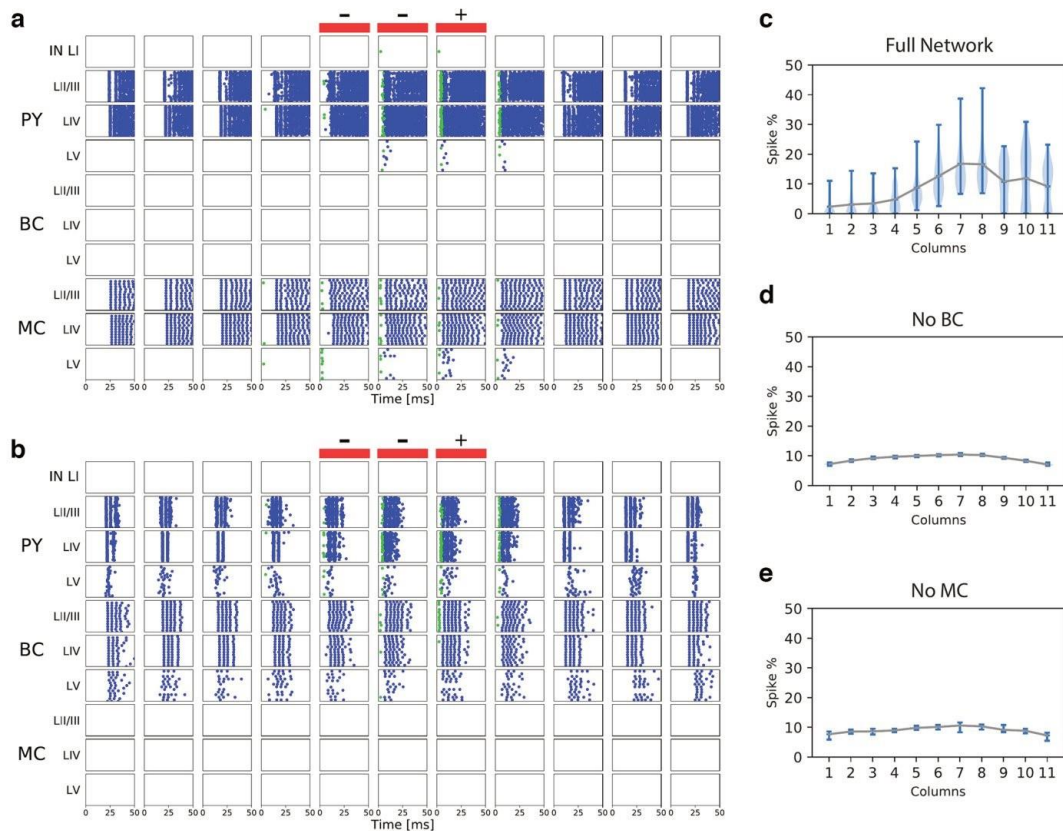 a
- - +
IN LI
LII/III
PY LIV
LV
LII/III
BC LIV
LV
LII/III
MC LIV
LV
0 25 50 0 25 50 0 25 50 0 25 50 0 25 50 0 25 50 0 25 50 0 25 50 0 25 50 0 25 50 0 25 50
Time [ms]
b
- - +
IN LI
LII/III
PY LIV
LV
LII/III
BC LIV
LV
LII/III
MC LIV
LV
0 25 50 0 25 50 0 25 50 0 25 50 0 25 50 0 25 50 0 25 50 0 25 50 0 25 50 0 25 50 0 25 50
Time [ms]
c
Full Network
50
40
30
20
10
0
Spike %
1 2 3 4 5 6 7 8 9 10 11
Columns
d
No BC
50
40
30
20
10
0
Spike %
1 2 3 4 5 6 7 8 9 10 11
Columns
e
No MC
50
40
30
20
10
0
Spike %
1 2 3 4 5 6 7 8 9 10 11
Columns